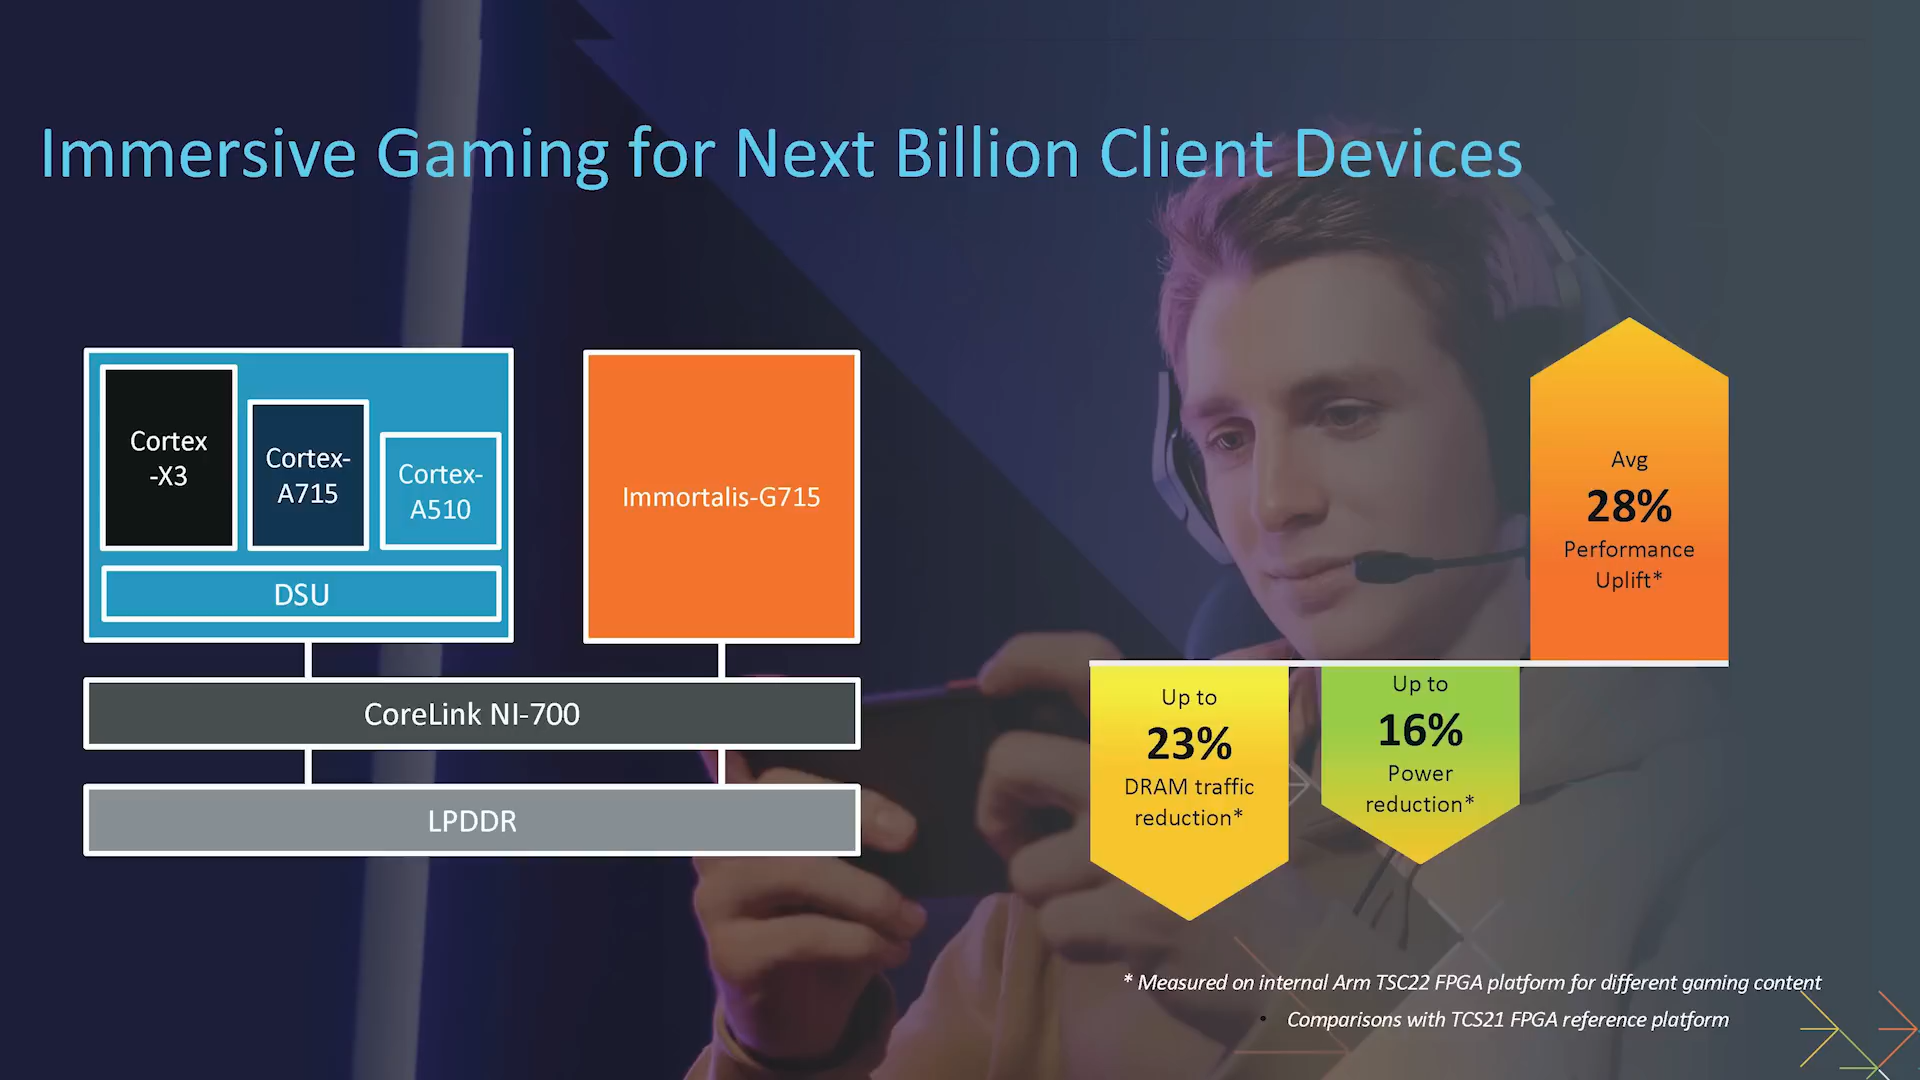 Immersive Gaming for Next Billion Client Devices
Cortex
-X3
Cortex-
A715
Cortex-
A510
DSU
Immortalis-G715
CoreLink NI-700
LPDDR
Up to
23%
DRAM traffic
reduction*
Up to
16%
Power
reduction*
Avg
28%
Performance
Uplift*
* Measured on internal Arm TSC22 FPGA platform for different gaming content
• Comparisons with TCS21 FPGA reference platform